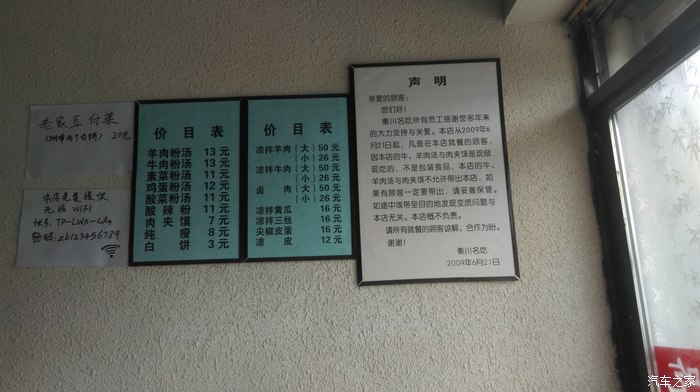 老家豆付菜
20元
本店免费提供
无线 WIFI
帐号: TP-LINK-CA
密码: zb123456789
价目表
羊肉粉汤 13元
牛肉粉汤 13元
素菜粉汤 11元
鸡蛋粉汤 12元
酸菜粉汤 11元
酸辣粉 11元
肉夹馍 7元
纯瘦 8元
白饼 3元
价目表
凉拌羊肉(大)50元
(小)26元
凉拌牛肉(大)50元
(小)26元
卤肉(大)50元
(小)26元
凉拌黄瓜 16元
凉拌三丝 16元
尖椒皮蛋 16元
凉皮 12元
声明
亲爱的顾客:
您们好!
秦川名吃所有员工感谢您多年来
的大力支持与关爱。本店从2009年6
月21日起,凡是在本店就餐的顾客,
因本店的牛、羊肉汤与肉夹馍是现做
现吃的、不是包装食品、本店的牛、
羊肉汤与肉夹馍不允许带出本店、如
果有顾客一定要带出,请妥善保管。
如途中或带至目的地发现变质问题与
本店无关。本店概不负责。
请所有就餐的顾客谅解、合作为盼。
谢谢!
秦川名吃
2009年6月21日
汽车之家